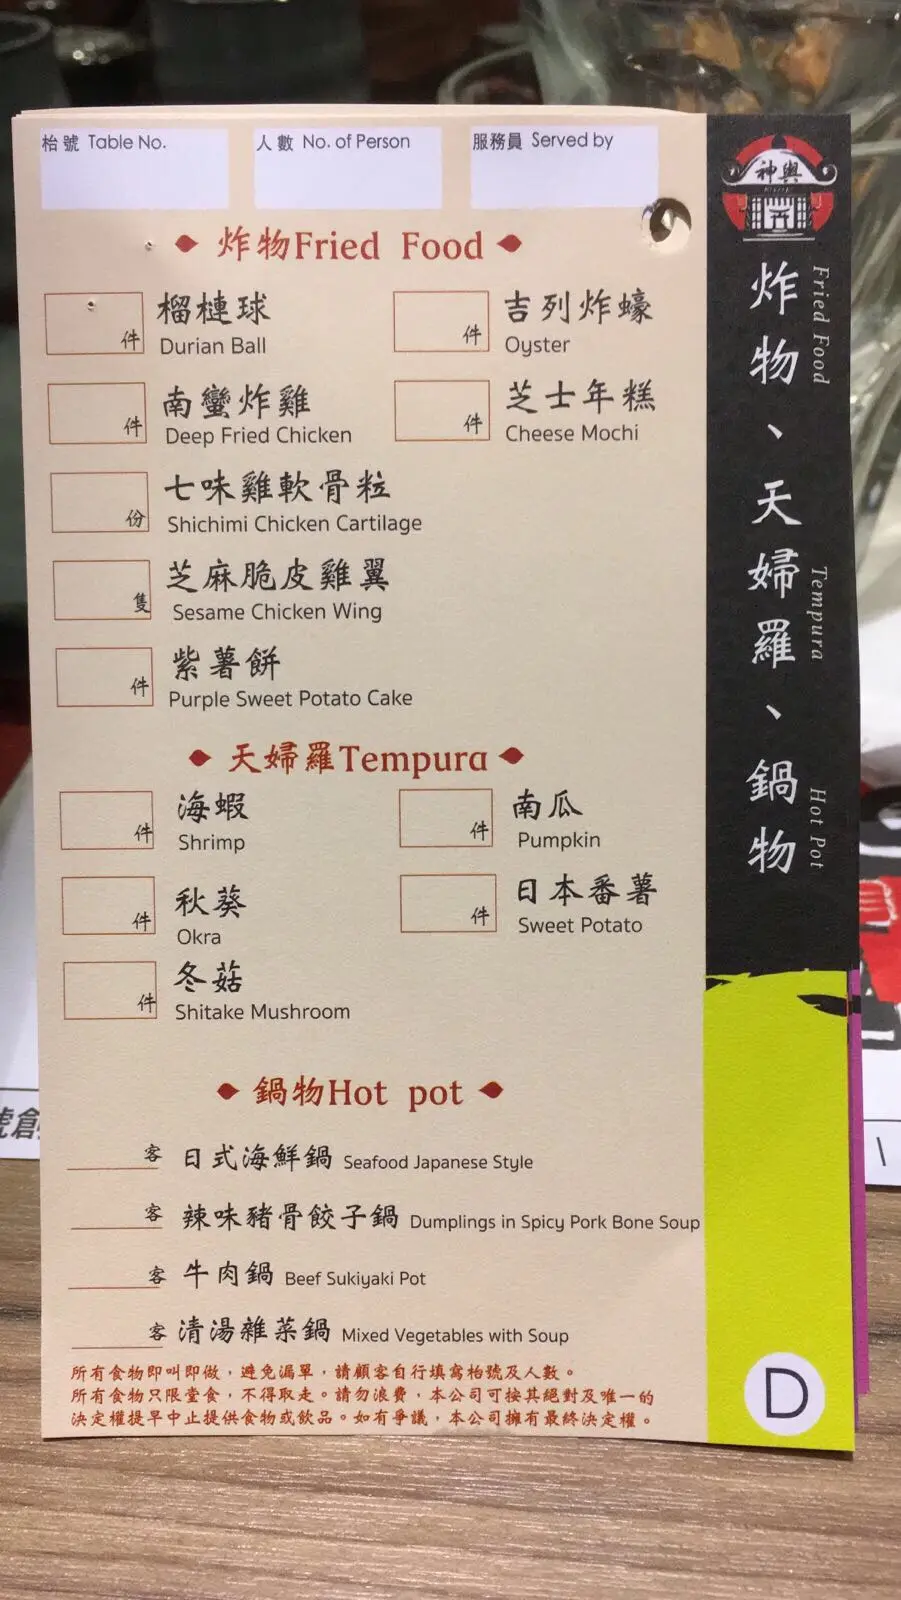 枱號 Table No.
人數 No. of Person
服務員 Served by
炸物Fried Food
件 榴槤球
Durian Ball
件 吉列炸蠔
Oyster
件 南蠻炸雞
Deep Fried Chicken
件 芝士年糕
Cheese Mochi
份 七味雞軟骨粒
Shichimi Chicken Cartilage
隻 芝麻脆皮雞翼
Sesame Chicken Wing
件 紫薯餅
Purple Sweet Potato Cake
天婦羅Tempura
件 海蝦
Shrimp
件 南瓜
Pumpkin
件 秋葵
Okra
件 日本番薯
Sweet Potato
件 冬菇
Shitake Mushroom
鍋物Hot pot
客 日式海鮮鍋 Seafood Japanese Style
客 辣味豬骨餃子鍋 Dumplings in Spicy Pork Bone Soup
客 牛肉鍋 Beef Sukiyaki Pot
客 清湯雜菜鍋 Mixed Vegetables with Soup
所有食物即叫即做，避免漏單，請顧客自行填寫枱號及人數。
所有食物只限堂食，不得取走。請勿浪費，本公司可按其絕對及唯一的
決定權提早中止提供食物或飲品。如有爭議，本公司擁有最終決定權。
神輿
炸物、天婦羅、鍋物
Fried Food
Tempura
Hot Pot
D
號創